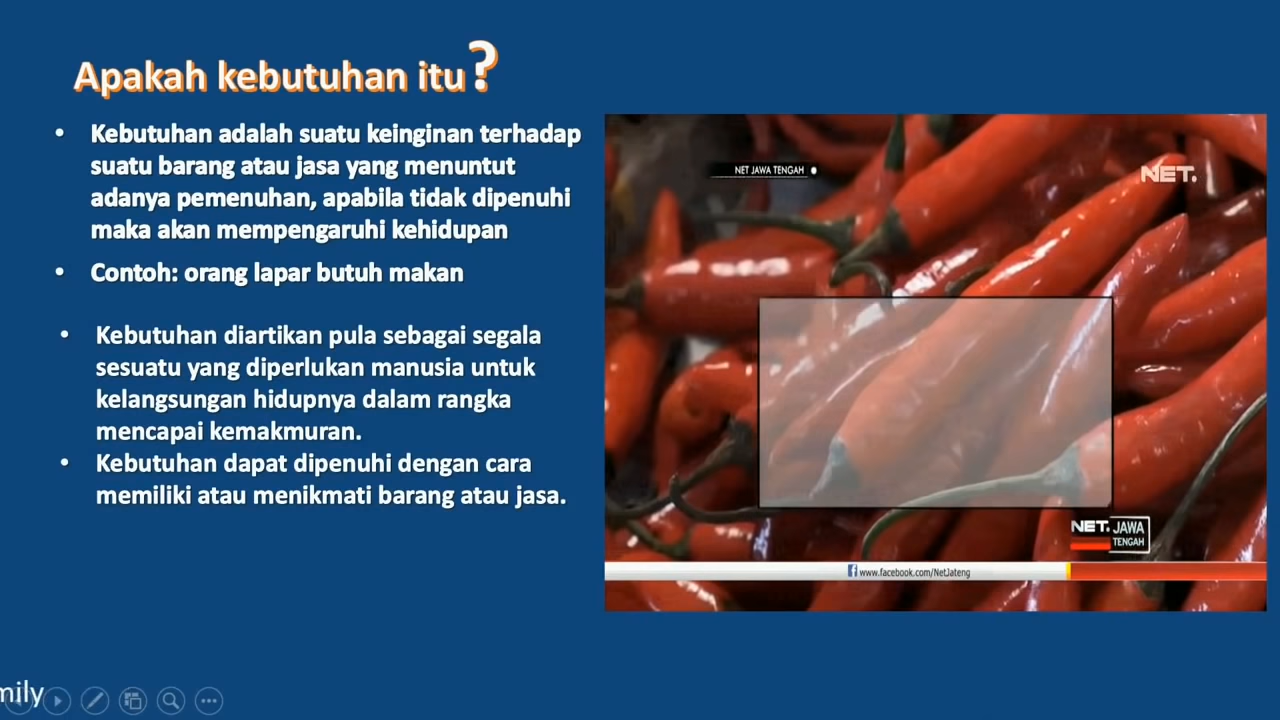 Apakah kebutuhan itu?
• Kebutuhan adalah suatu keinginan terhadap
suatu barang atau jasa yang menuntut
adanya pemenuhan, apabila tidak dipenuhi
maka akan mempengaruhi kehidupan
• Contoh: orang lapar butuh makan
• Kebutuhan diartikan pula sebagai segala
sesuatu yang diperlukan manusia untuk
kelangsungan hidupnya dalam rangka
mencapai kemakmuran.
• Kebutuhan dapat dipenuhi dengan cara
memiliki atau menikmati barang atau jasa.
NET JAWA TENGAH
NET.
NET. JAWA
TENGAH
www.facebook.com/NetJateng
mily